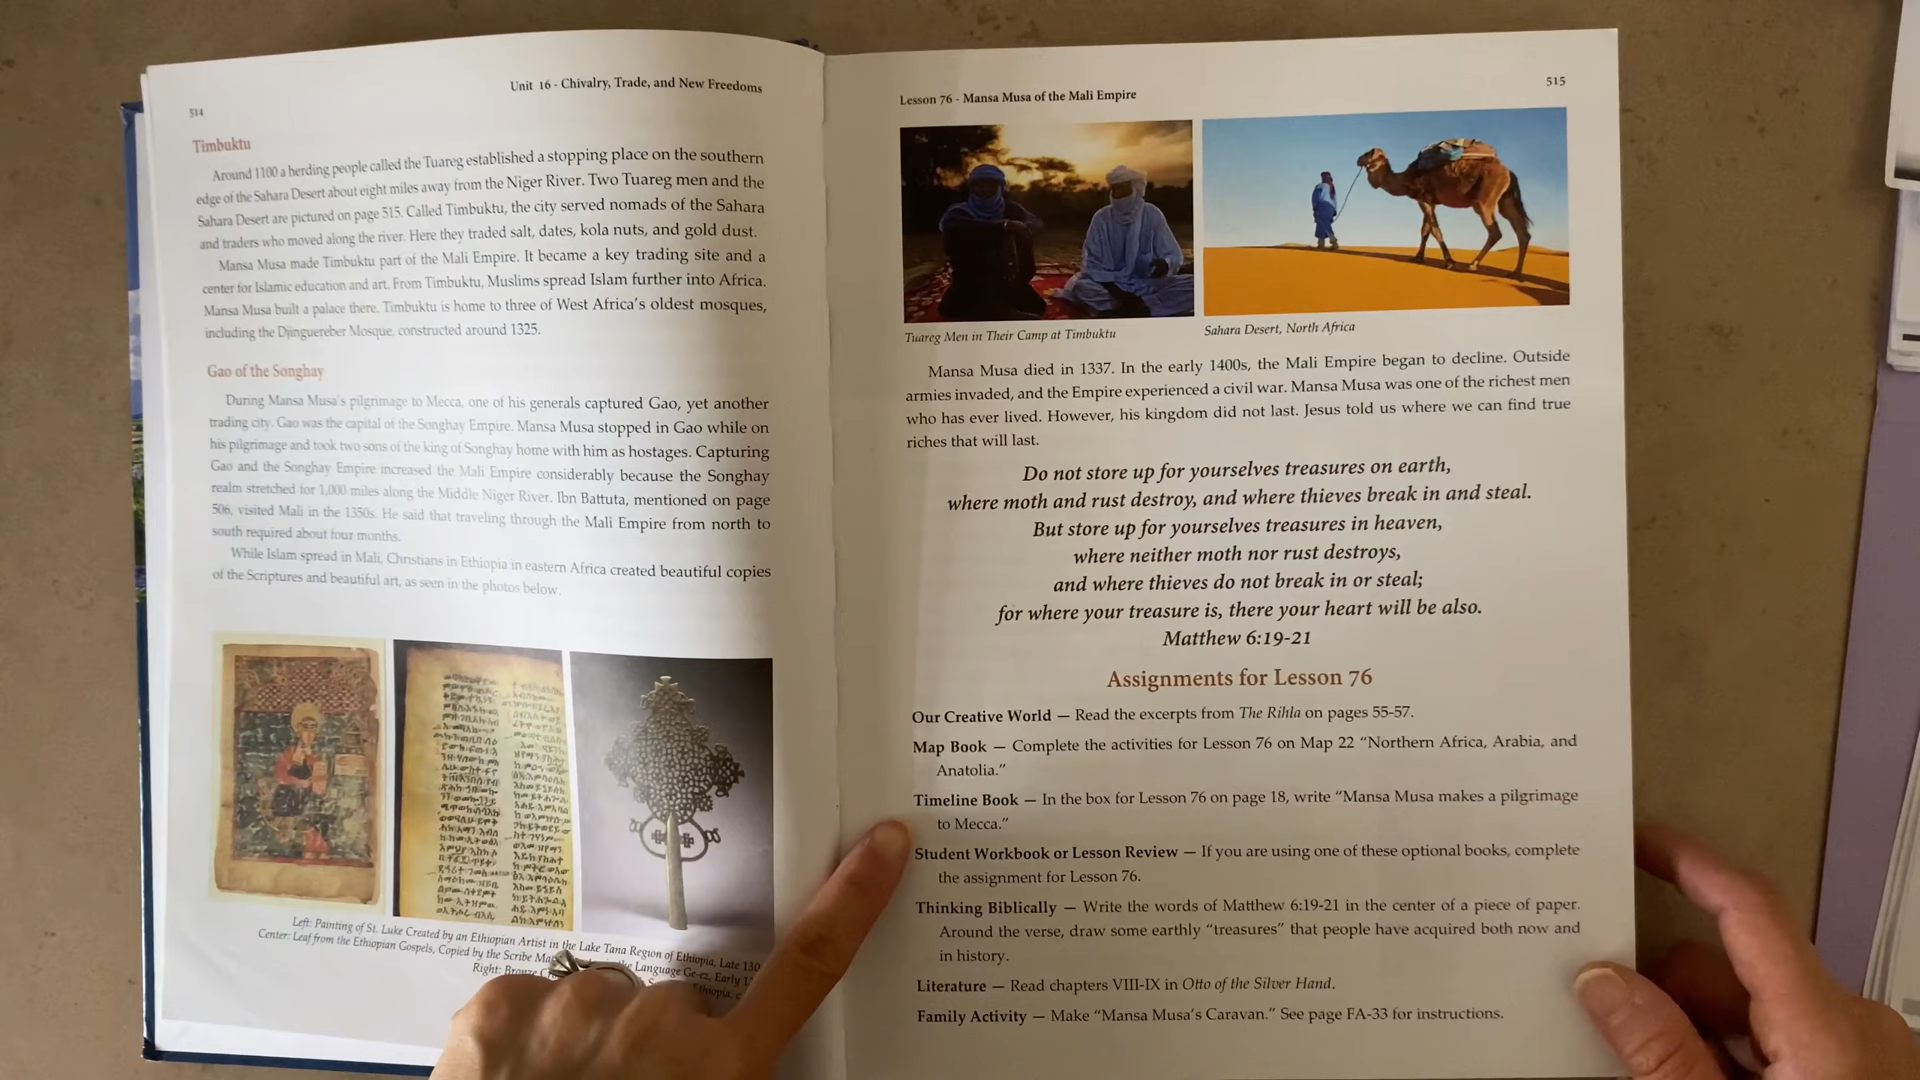 514
Unit 16 - Chivalry, Trade, and New Freedoms
Timbuktu
Around 1100 a herding people called the Tuareg established a stopping place on the southern
edge of the Sahara Desert about eight miles away from the Niger River. Two Tuareg men and the
Sahara Desert are pictured on page 515. Called Timbuktu, the city served nomads of the Sahara
and traders who moved along the river. Here they traded salt, dates, kola nuts, and gold dust.
Mansa Musa made Timbuktu part of the Mali Empire. It became a key trading site and a
center for Islamic education and art. From Timbuktu, Muslims spread Islam further into Africa.
Mansa Musa built a palace there. Timbuktu is home to three of West Africa's oldest mosques,
including the Djinguereber Mosque, constructed around 1325.
Gao of the Songhay
During Mansa Musa's pilgrimage to Mecca, one of his generals captured Gao, yet another
trading city. Gao was the capital of the Songhay Empire. Mansa Musa stopped in Gao while on
his pilgrimage and took two sons of the king of Songhay home with him as hostages. Capturing
Gao and the Songhay Empire increased the Mali Empire considerably because the Songhay
realm stretched for 1,000 miles along the Middle Niger River. Ibn Battuta, mentioned on page
506, visited Mali in the 1350s. He said that traveling through the Mali Empire from north to
south required about four months.
While Islam spread in Mali, Christians in Ethiopia in eastern Africa created beautiful copies
of the Scriptures and beautiful art, as seen in the photos below.
Left: Painting of St. Luke Created by an Ethiopian Artist in the Lake Tana Region of Ethiopia, Late 130
Center: Leaf from the Ethiopian Gospels, Copied by the Scribe the Language Ge-ez, Early
Right: Bronze Ethiopia,
Lesson 76 - Mansa Musa of the Mali Empire
515
Tuareg Men in Their Camp at Timbuktu
Sahara Desert, North Africa
Mansa Musa died in 1337. In the early 1400s, the Mali Empire began to decline. Outside
armies invaded, and the Empire experienced a civil war. Mansa Musa was one of the richest men
who has ever lived. However, his kingdom did not last. Jesus told us where we can find true
riches that will last.
Do not store up for yourselves treasures on earth,
where moth and rust destroy, and where thieves break in and steal.
But store up for yourselves treasures in heaven,
where neither moth nor rust destroys,
and where thieves do not break in or steal;
for where your treasure is, there your heart will be also.
Matthew 6:19-21
Assignments for Lesson 76
Our Creative World — Read the excerpts from The Rihla on pages 55-57.
Map Book — Complete the activities for Lesson 76 on Map 22 “Northern Africa, Arabia, and
Anatolia.”
Timeline Book — In the box for Lesson 76 on page 18, write “Mansa Musa makes a pilgrimage
to Mecca.”
Student Workbook or Lesson Review — If you are using one of these optional books, complete
the assignment for Lesson 76.
Thinking Biblically — Write the words of Matthew 6:19-21 in the center of a piece of paper.
Around the verse, draw some earthly “treasures” that people have acquired both now and
in history.
Literature — Read chapters VIII-IX in Otto of the Silver Hand.
Family Activity — Make “Mansa Musa's Caravan.” See page FA-33 for instructions.